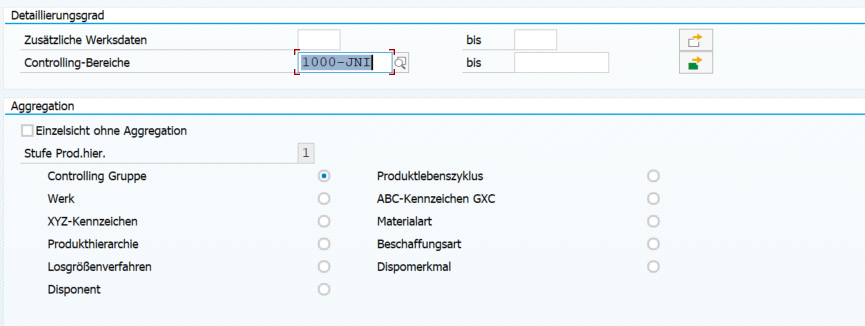 Detaillierungsgrad
Zusätzliche Werksdaten bis
Controlling-Bereiche 1000-JNI bis
Aggregation
Einzelsicht ohne Aggregation
Stufe Prod.hier. 1
Controlling Gruppe Produktlebenszyklus
Werk ABC-Kennzeichen GXC
XYZ-Kennzeichen Materialart
Produkthierarchie Beschaffungsart
Losgrößenverfahren Dispomerkmal
Disponent